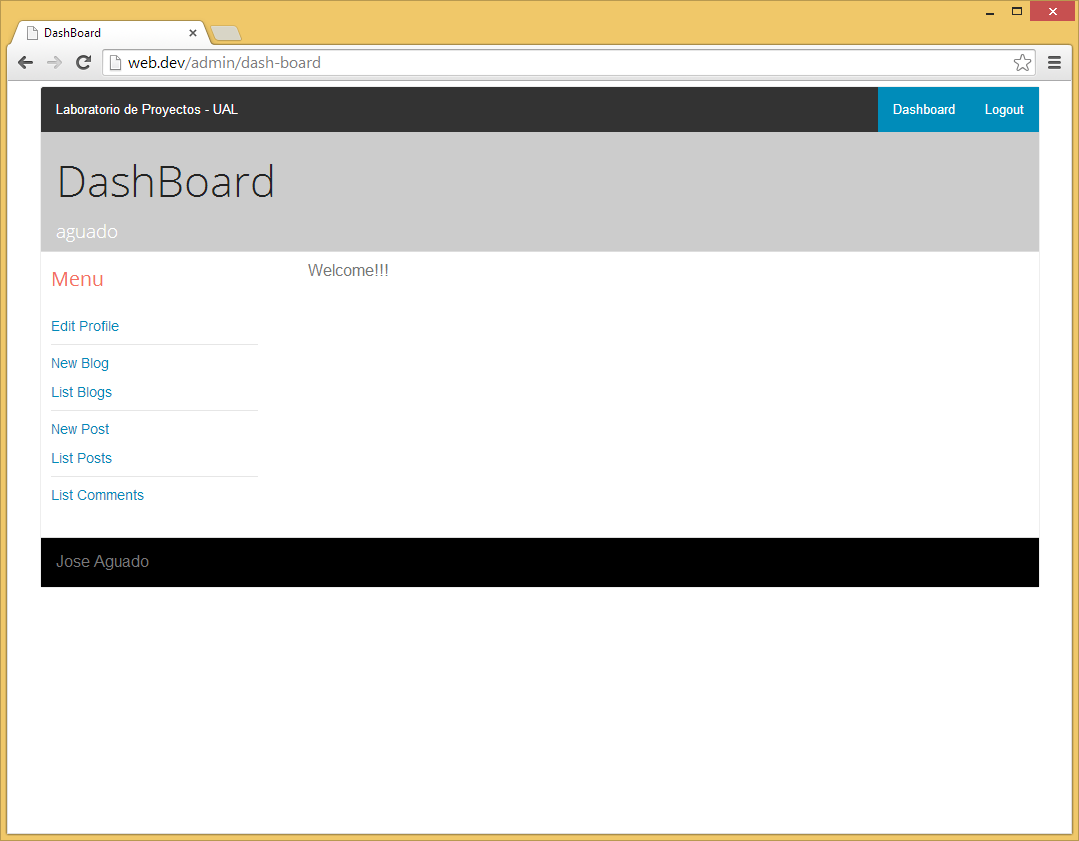 DashBoard
web.dev/admin/dash-board
Laboratorio de Proyectos - UAL Dashboard Logout
DashBoard
aguado
Menu
Welcome!!!
Edit Profile
New Blog
List Blogs
New Post
List Posts
List Comments
Jose Aguado